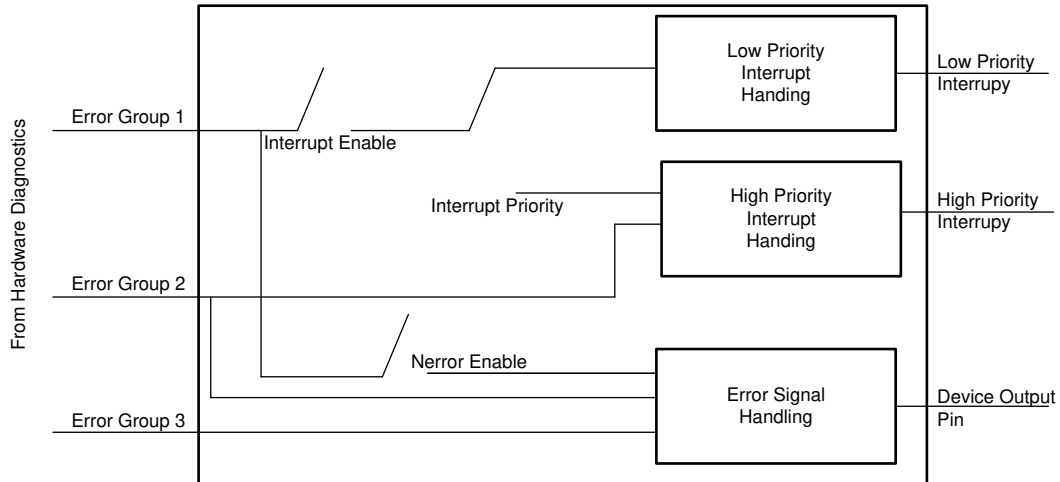 From Hardware Diagnostics
Error Group 1
Interrupt Enable
Low Priority
Interrupt
Handing
Low Priority
Interrupy
Interrupt Priority
High Priority
Interrupt
Handing
High Priority
Interrupy
Error Group 2
Nerror Enable
Error Signal
Handling
Device Output
Pin
Error Group 3